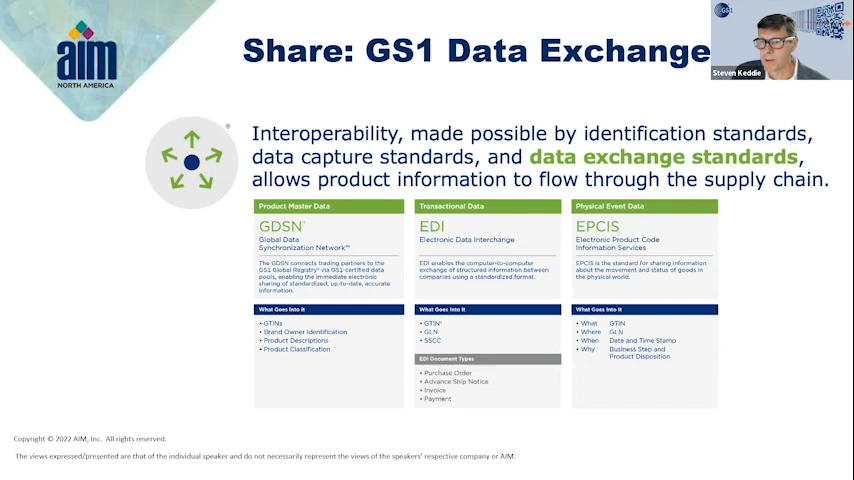 aim
NORTH AMERICA
Share: GS1 Data Exchange
GS1
Steven Keddie
®
Interoperability, made possible by identification standards,
data capture standards, and data exchange standards,
allows product information to flow through the supply chain.
Product Master Data
GDSN®
Global Data
Synchronization Network™
The GDSN connects trading partners to the
GS1 Global Registry® via GS1-certified data
pools, enabling the immediate electronic
sharing of standardized, up-to-date, accurate
information.
What Goes Into It
• GTINs
• Brand Owner Identification
• Product Descriptions
• Product Classification
Transactional Data
EDI
Electronic Data Interchange
EDI enables the computer-to-computer
exchange of structured information between
companies using a standardized format.
What Goes Into It
• GTIN®
• GLN
• SSCC
EDI Document Types
• Purchase Order
• Advance Ship Notice
• Invoice
• Payment
Physical Event Data
EPCIS
Electronic Product Code
Information Services
EPCIS is the standard for sharing information
about the movement and status of goods in
the physical world.
What Goes Into It
• What GTIN
• Where GLN
• When Date and Time Stamp
• Why Business Step and
Product Disposition
Copyright © 2022 AIM, Inc. All rights reserved.
The views expressed/presented are that of the individual speaker and do not necessarily represent the views of the speakers' respective company or AIM.